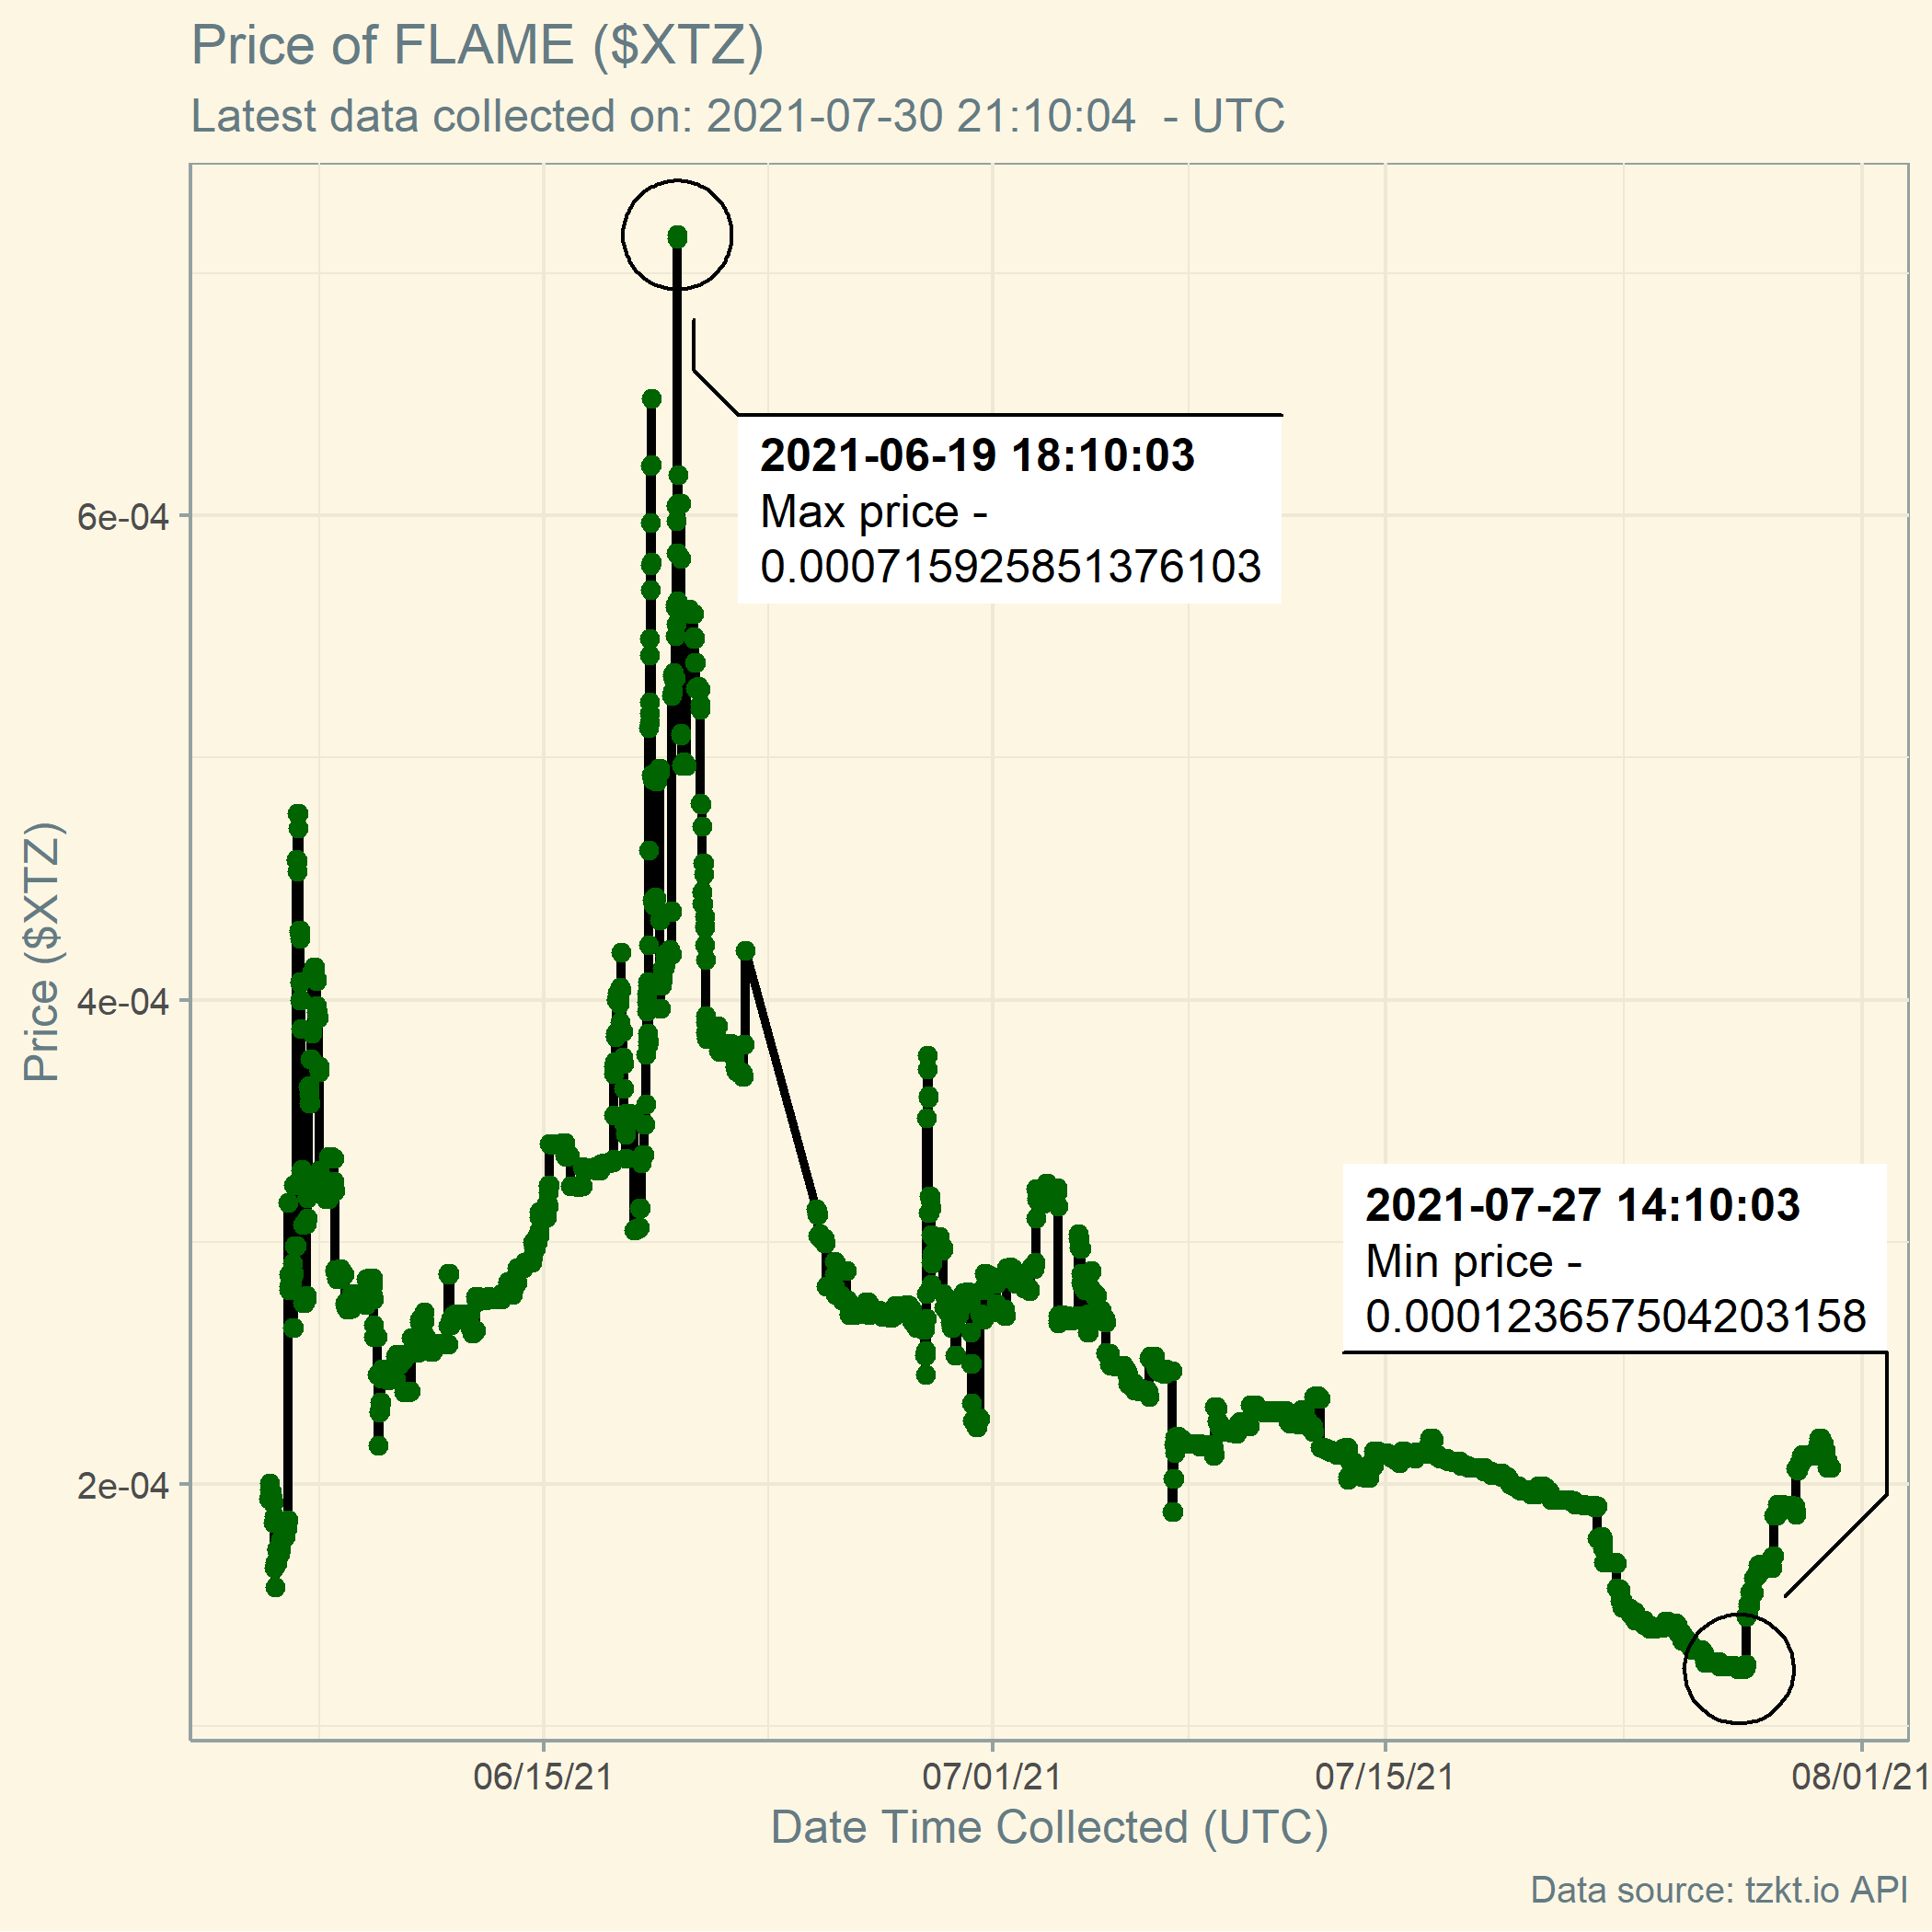 Price of FLAME ($XTZ)
Latest data collected on: 2021-07-30 21:10:04  - UTC
2021-06-19 18:10:03
Max price -
0.000715925851376103
6e-04
4e-04
2e-04
Price ($XTZ)
2021-07-27 14:10:03
Min price -
0.000123657504203158
06/15/21
07/01/21
07/15/21
08/01/21
Date Time Collected (UTC)
Data source: tzkt.io API